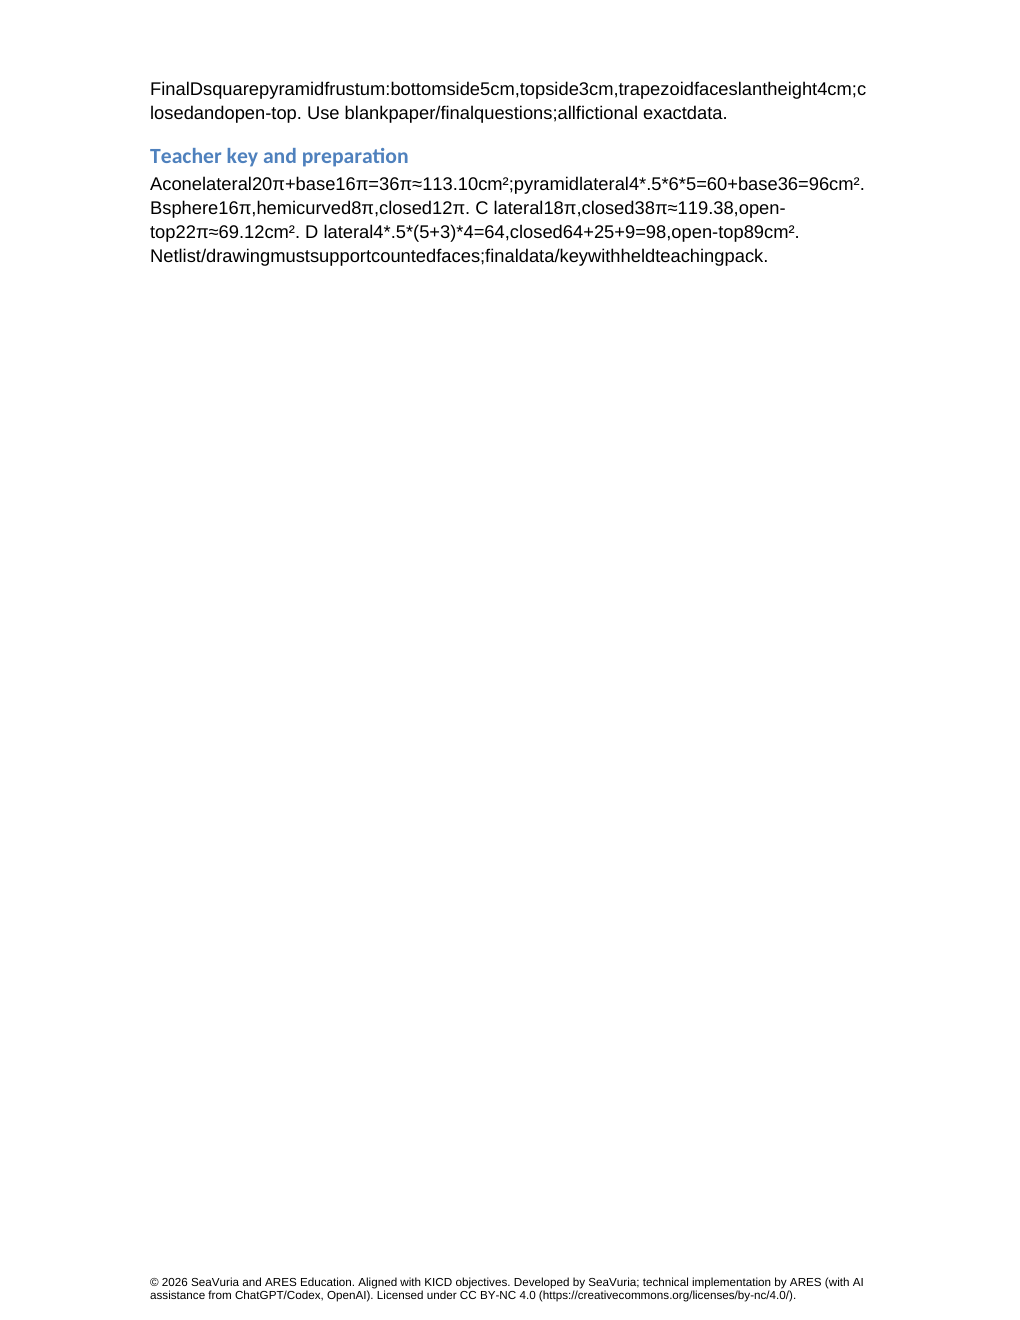 FinalDsquarepyramidfrustum:bottomside5cm,topside3cm,trapezoidfaceslantheight4cm;c
losedandopen-top. Use blankpaper/finalquestions;allfictional exactdata.
Teacher key and preparation
Aconelateral20π+base16π=36π≈113.10cm²;pyramidlateral4*.5*6*5=60+base36=96cm².
Bsphere16π,hemicurved8π,closed12π. C lateral18π,closed38π≈119.38,open-
top22π≈69.12cm². D lateral4*.5*(5+3)*4=64,closed64+25+9=98,open-top89cm².
Netlist/drawingmustsupportcountedfaces;finaldata/keywithheldteachingpack.
© 2026 SeaVuria and ARES Education. Aligned with KICD objectives. Developed by SeaVuria; technical implementation by ARES (with AI
assistance from ChatGPT/Codex, OpenAI). Licensed under CC BY-NC 4.0 (https://creativecommons.org/licenses/by-nc/4.0/).